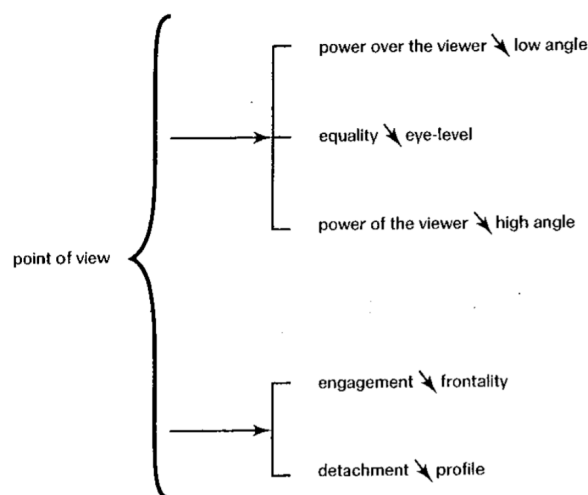 power over the viewer ↘ low angle
equality ↘ eye-level
power of the viewer ↘ high angle
point of view
engagement ↘ frontality
detachment ↘ profile